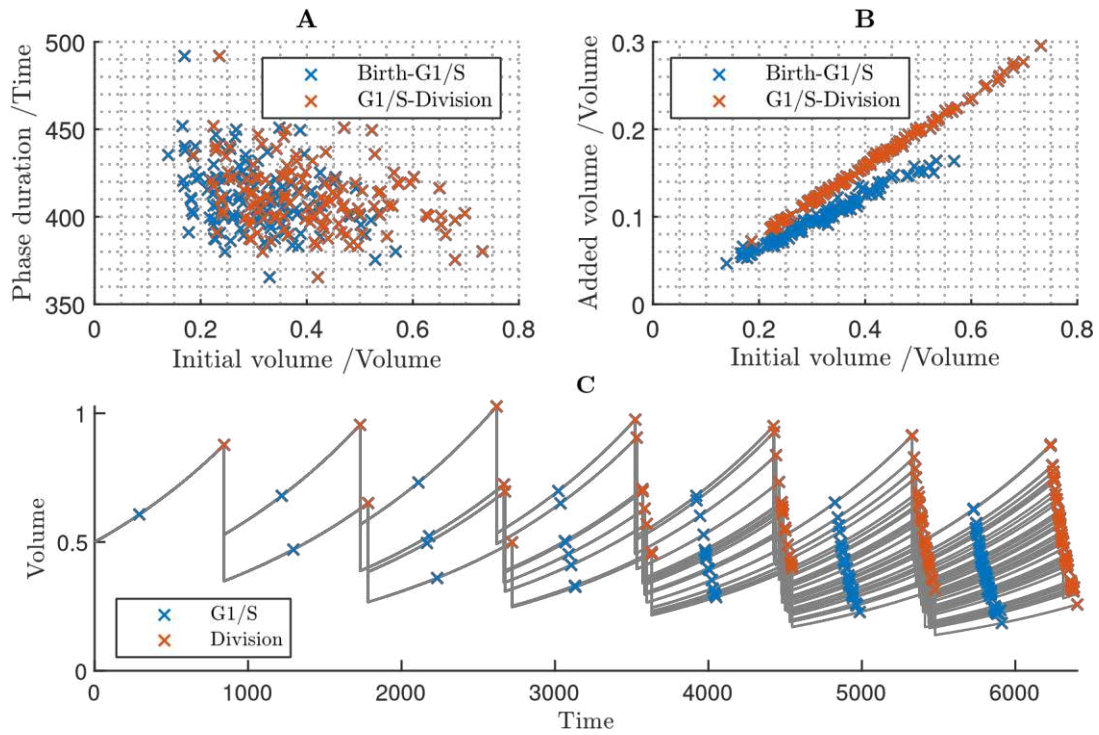 A
Phase duration /Time
500
450
400
350
0
0.2
0.4
0.6
0.8
Initial volume /Volume
Birth-G1/S
G1/S-Division
B
Added volume /Volume
0.3
0.2
0.1
0
0
0.2
0.4
0.6
0.8
Initial volume /Volume
Birth-G1/S
G1/S-Division
C
Volume
1
0.5
0
0
1000
2000
3000
4000
5000
6000
Time
G1/S
Division